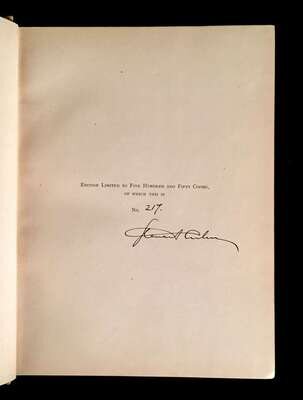 Edition Limited to Five Hundred and Fifty Copies,
of which this is
No. 217.